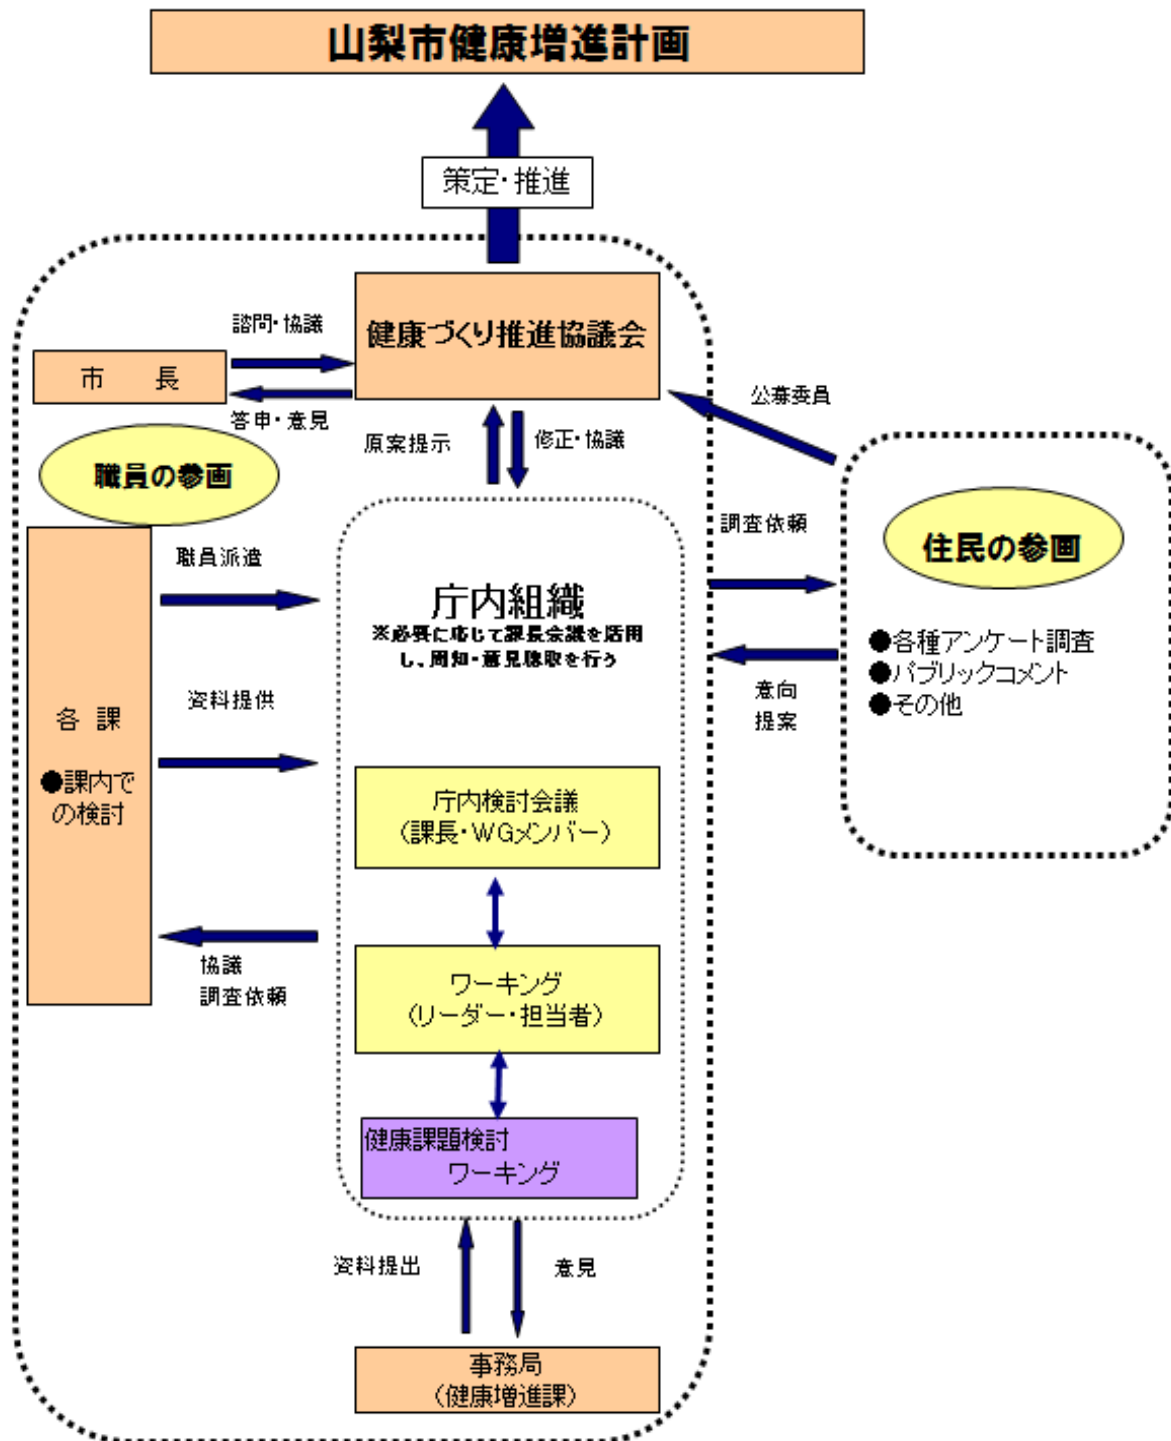 山梨市健康増進計画
策定・推進
健康づくり推進協議会
諮問・協議
市　長
答申・意見
公募委員
原案提示
修正・協議
職員の参画
職員派遣
調査依頼
住民の参画
庁内組織
※必要に応じて課長会議を活用
し、周知・意見聴取を行う
●各種アンケート調査
●パブリックコメント
●その他
意向
提案
資料提供
各 課
●課内で
の検討
庁内検討会議
（課長・WGメンバー）
協議
調査依頼
ワーキング
（リーダー・担当者）
健康課題検討
ワーキング
資料提出
意見
事務局
（健康増進課）